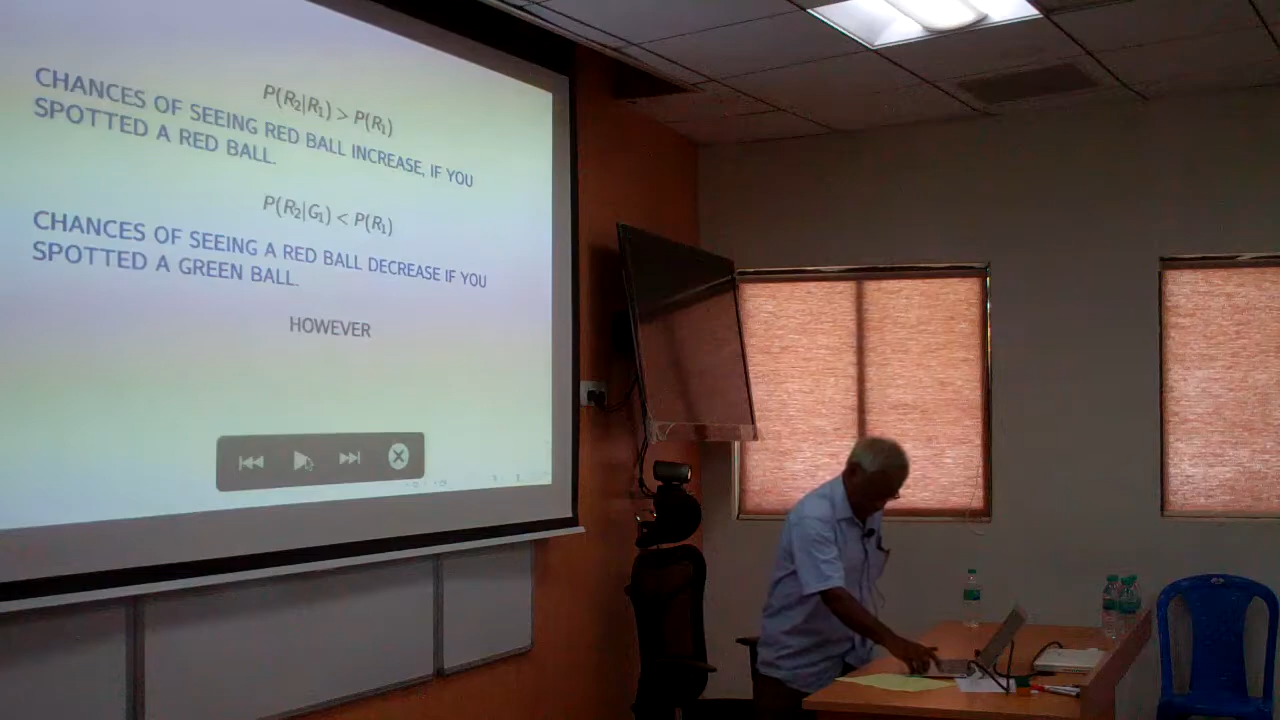 P(R₂|R₁) > P(R₁)
CHANCES OF SEEING RED BALL INCREASE, IF YOU
SPOTTED A RED BALL.
P(R₂|G₁) < P(R₁)
CHANCES OF SEEING A RED BALL DECREASE IF YOU
SPOTTED A GREEN BALL.
HOWEVER